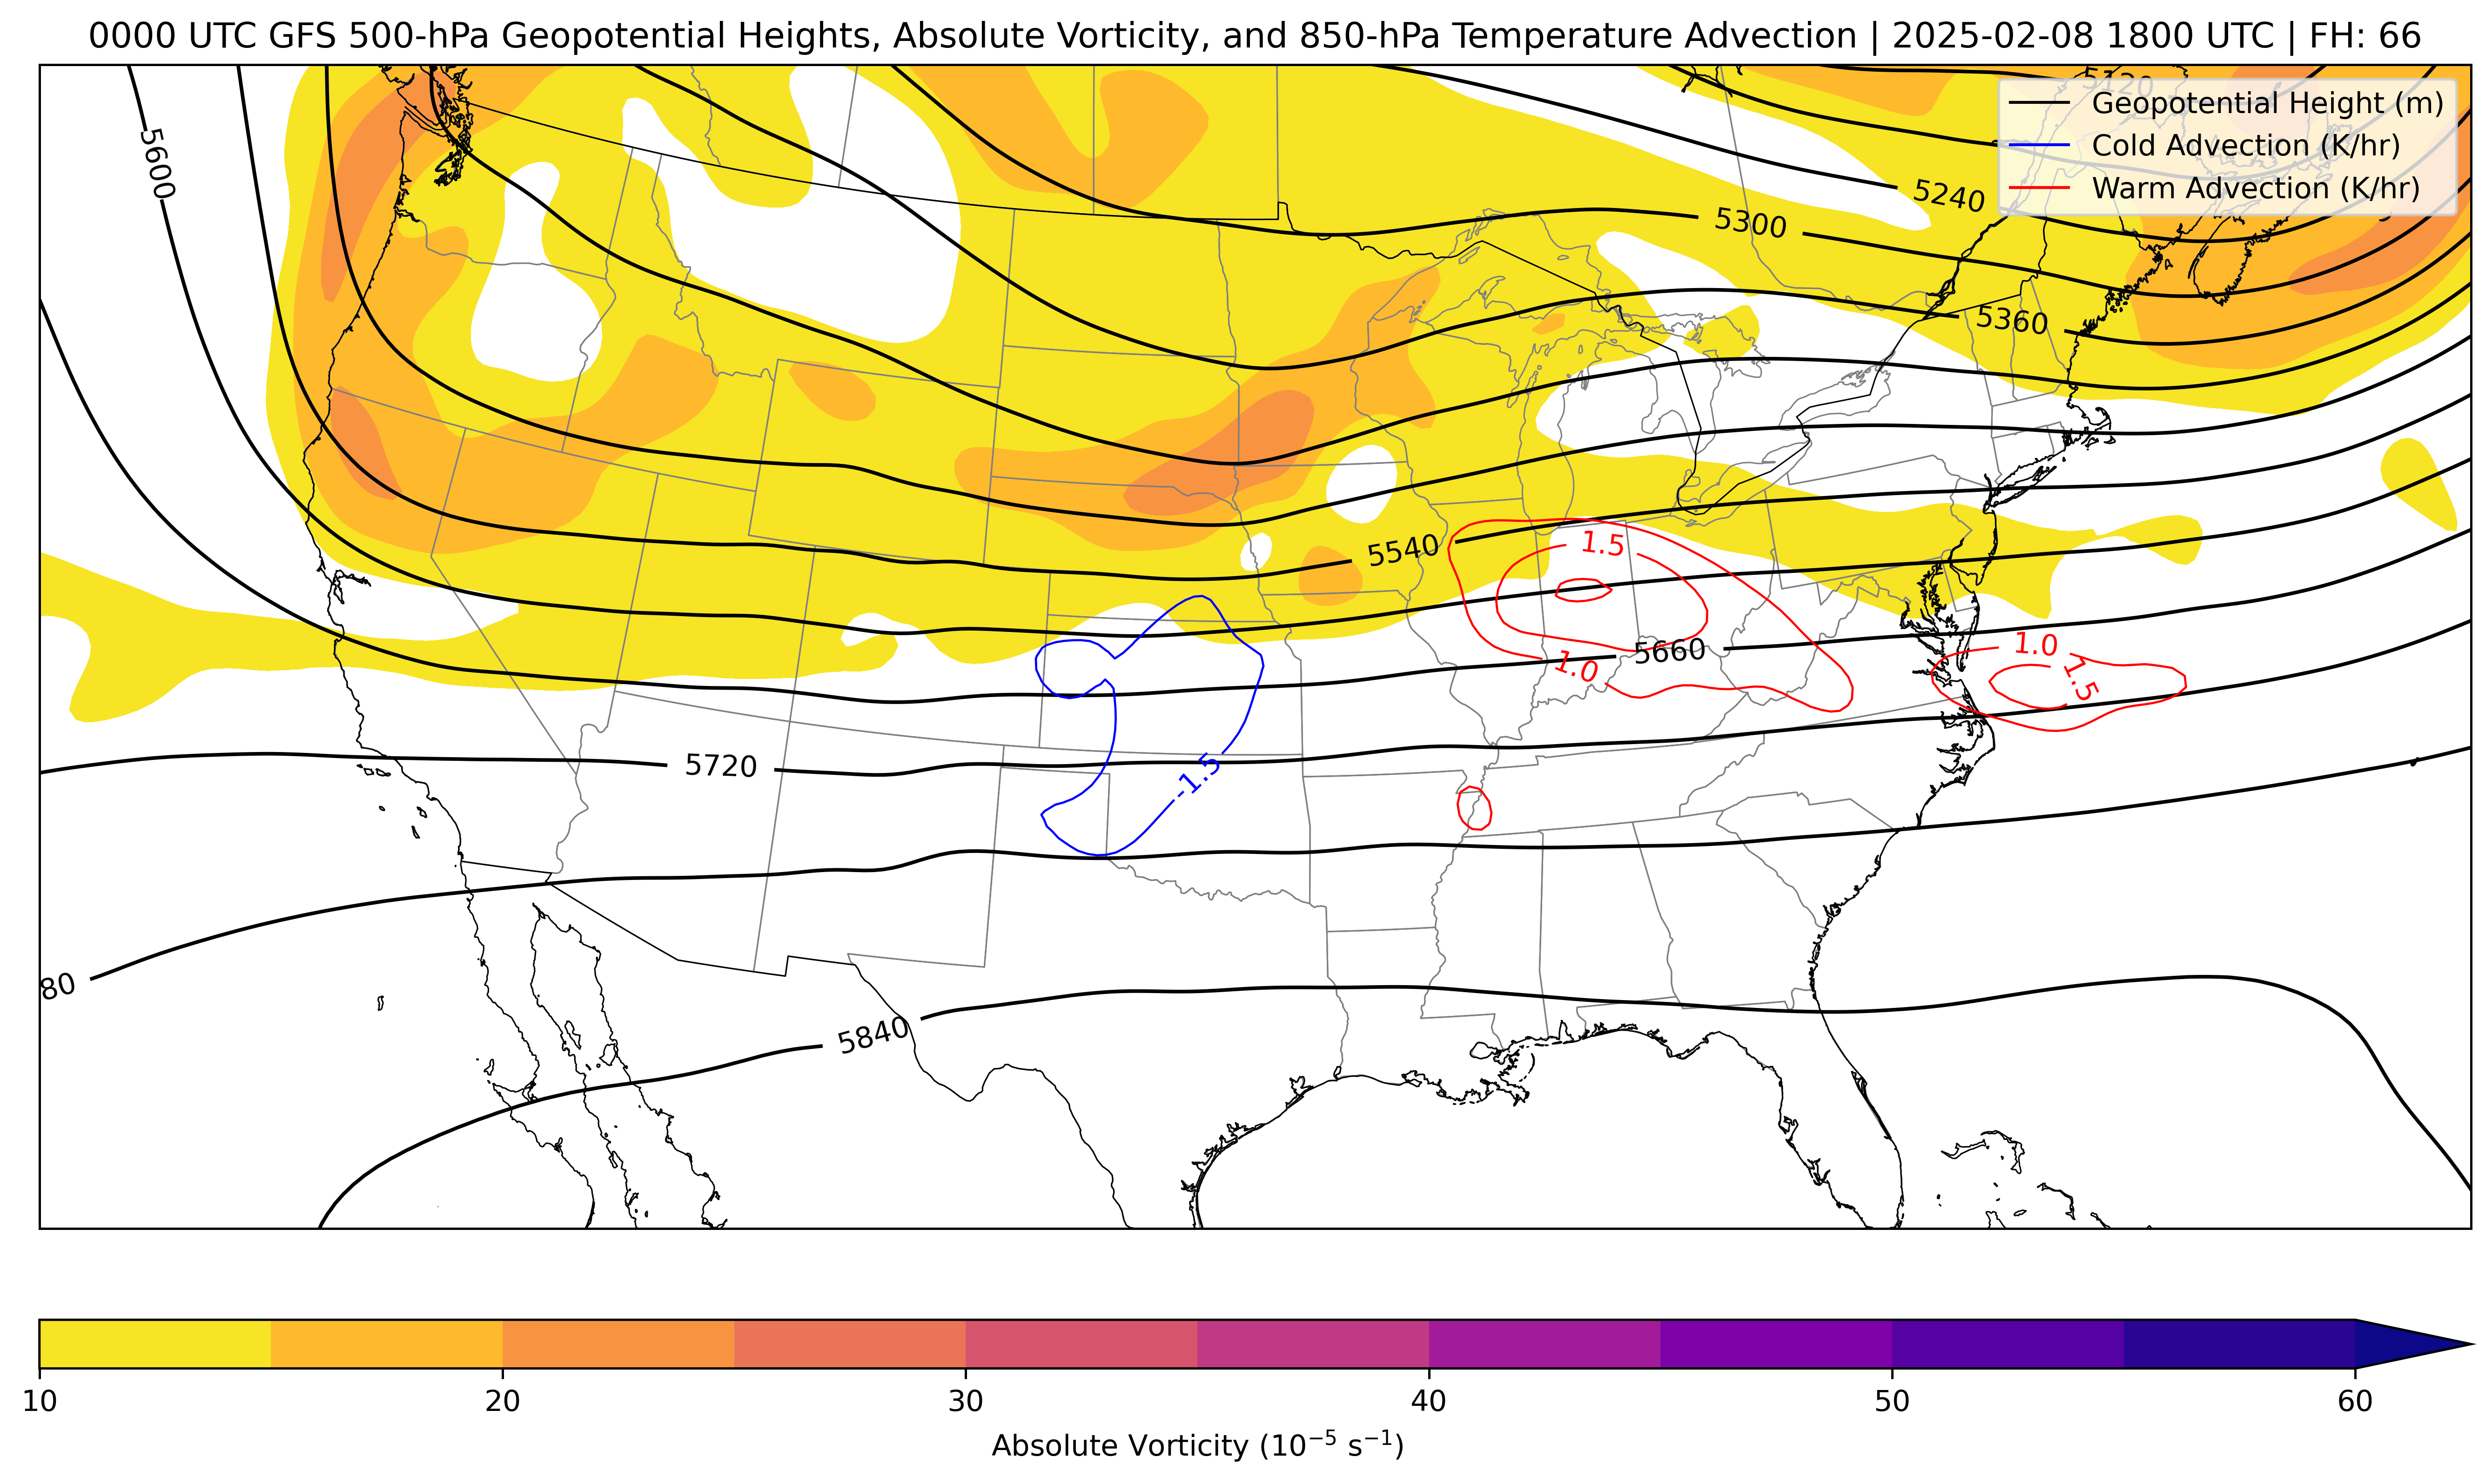 0000 UTC GFS 500-hPa Geopotential Heights, Absolute Vorticity, and 850-hPa Temperature Advection | 2025-02-08 1800 UTC | FH: 66
5120
Geopotential Height (m)
Cold Advection (K/hr)
Warm Advection (K/hr)
5600
5240
5300
5360
5540
1.5
1.0
5660
1.0
1.5
5720
-1.5
80
5840
10 20 30 40 50 60
Absolute Vorticity (10⁻⁵ s⁻¹)